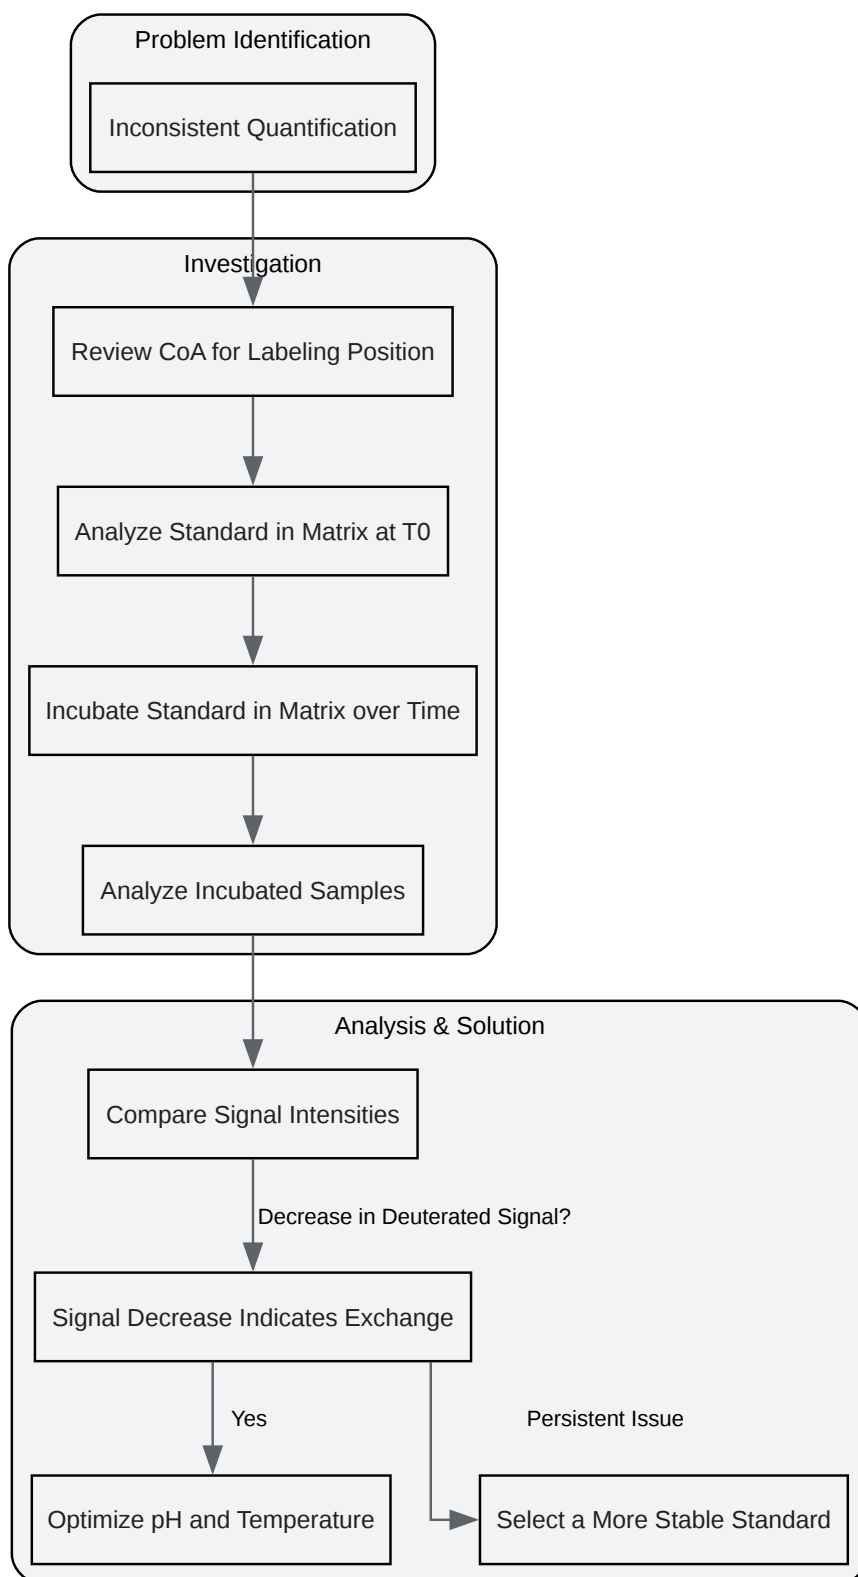 Problem Identification
Inconsistent Quantification
Investigation
Review CoA for Labeling Position
Analyze Standard in Matrix at T0
Incubate Standard in Matrix over Time
Analyze Incubated Samples
Analysis & Solution
Compare Signal Intensities
Decrease in Deuterated Signal?
Signal Decrease Indicates Exchange
Yes
Persistent Issue
Optimize pH and Temperature
Select a More Stable Standard